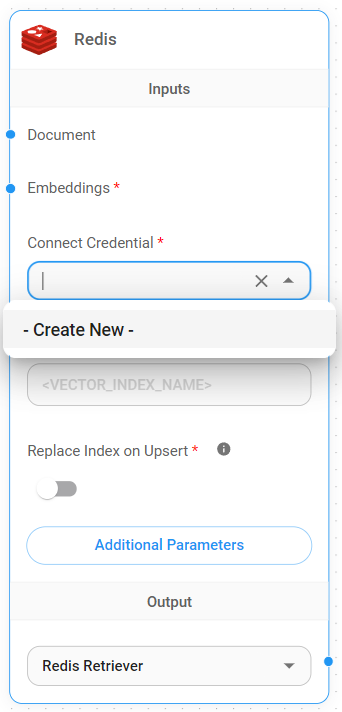 Redis
Inputs
Document
Embeddings *
Connect Credential *
- Create New -
<VECTOR_INDEX_NAME>
Replace Index on Upsert *
Additional Parameters
Output
Redis Retriever